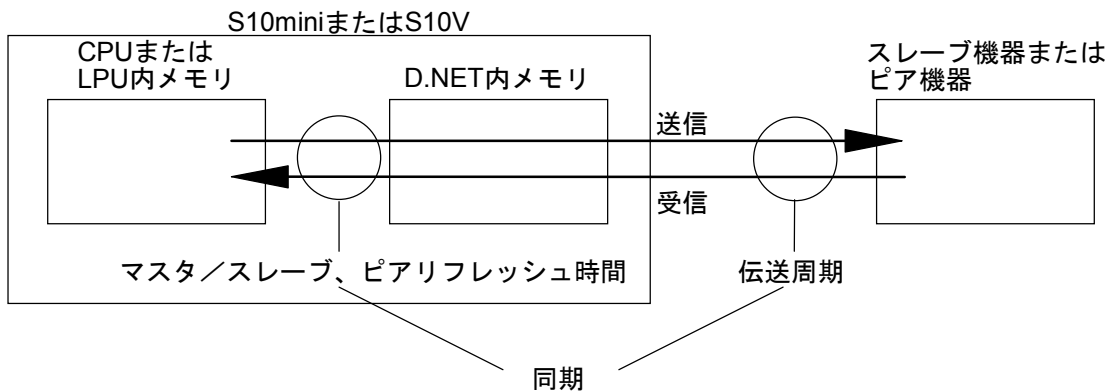 S10miniまたはS10V
CPUまたは
LPU内メモリ
D.NET内メモリ
スレーブ機器または
ピア機器
送信
受信
マスタ／スレーブ、ピアリフレッシュ時間
伝送周期
同期